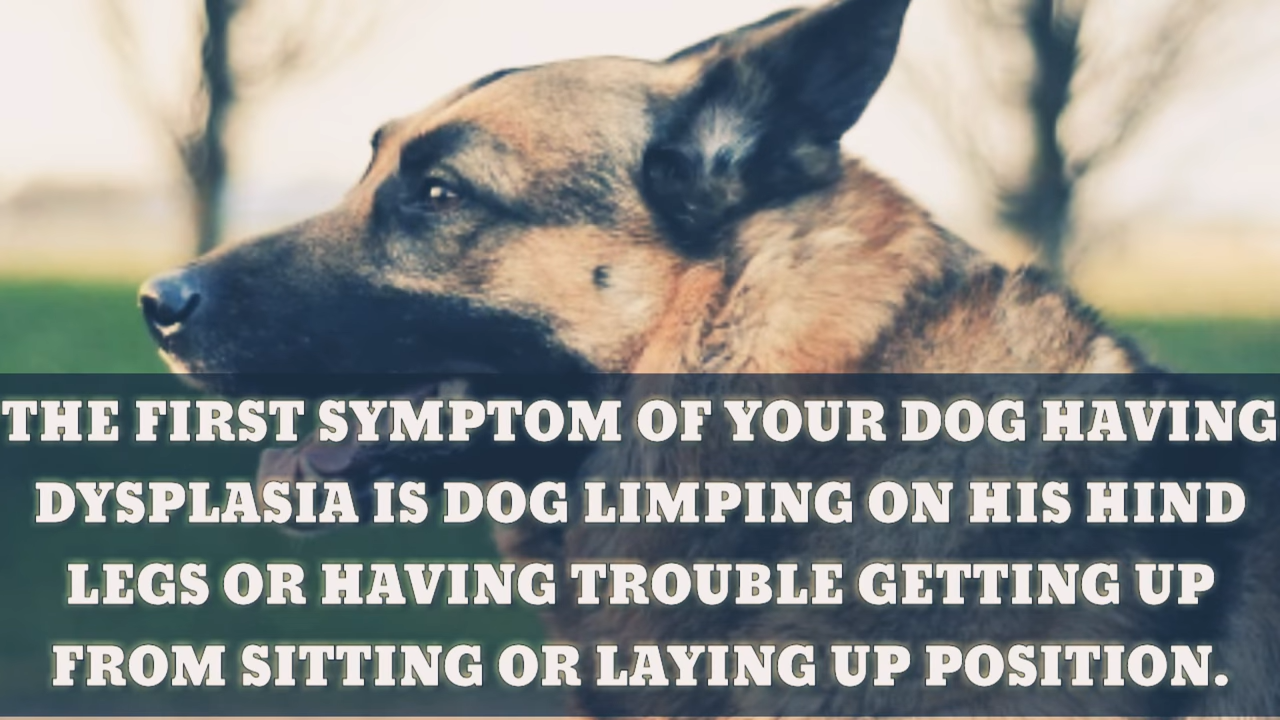 THE FIRST SYMPTOM OF YOUR DOG HAVING
DYSPLASIA IS DOG LIMPING ON HIS HIND
LEGS OR HAVING TROUBLE GETTING UP
FROM SITTING OR LAYING UP POSITION.